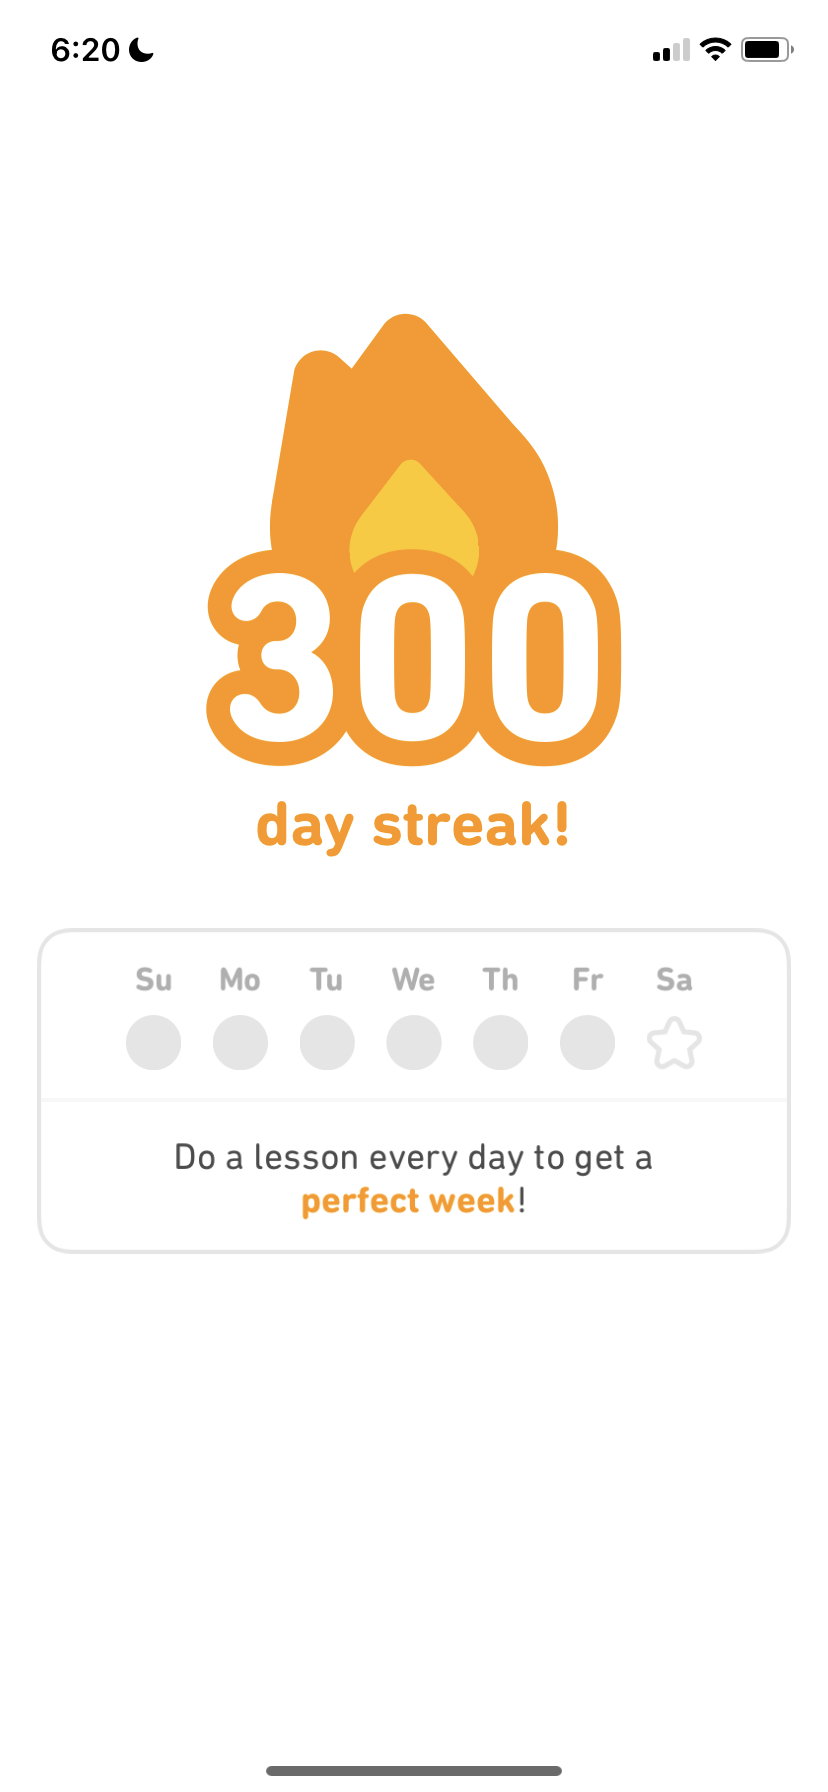 6:20
300
day streak!
Su Mo Tu We Th Fr Sa
Do a lesson every day to get a
perfect week!